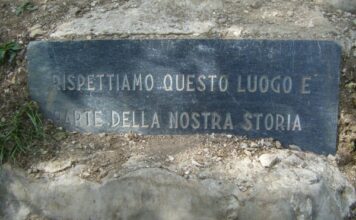 RISPETTIAMO QUESTO LUOGO E
PARTE DELLA NOSTRA STORIA